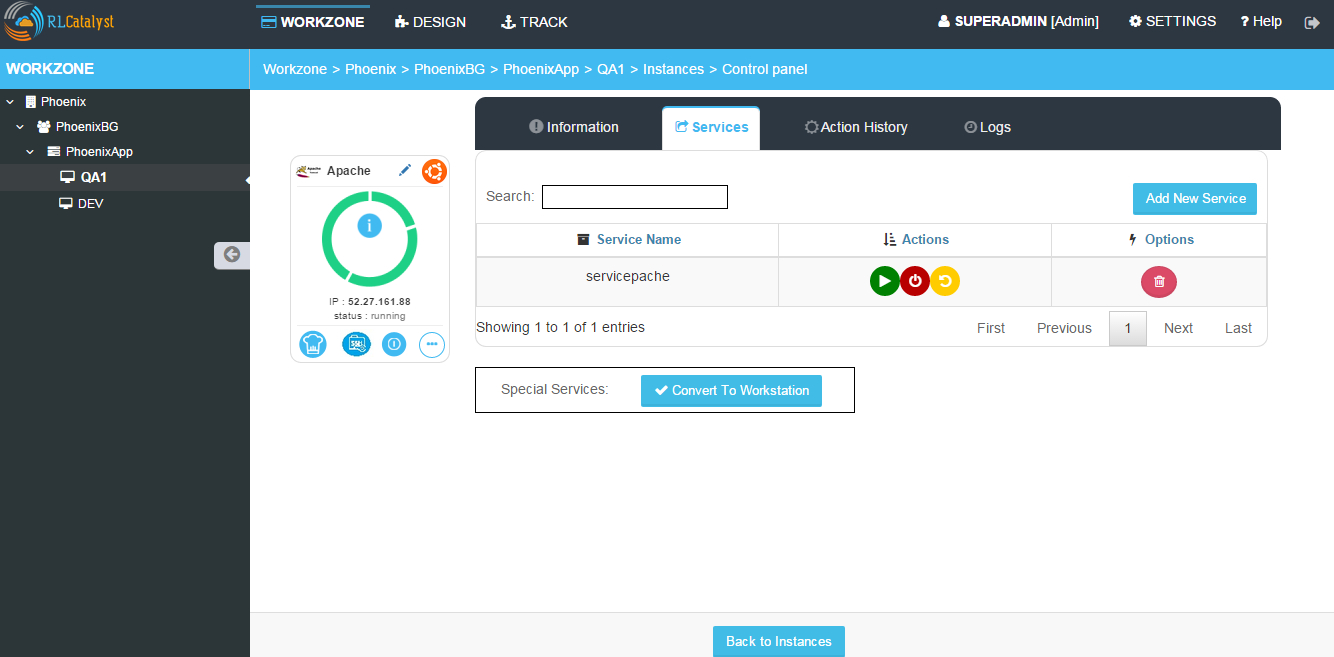 RLCatalyst
WORKZONE DESIGN TRACK SUPERADMIN [Admin] SETTINGS ? Help
WORKZONE
Workzone > Phoenix > PhoenixBG > PhoenixApp > QA1 > Instances > Control panel
Phoenix
PhoenixBG
PhoenixApp
QA1
DEV
Information Services Action History Logs
Apache
IP : 52.27.161.88
status : running
SSH
Search: Add New Service
Service Name Actions Options
servicepache
Showing 1 to 1 of 1 entries First Previous 1 Next Last
Special Services: Convert To Workstation
Back to Instances